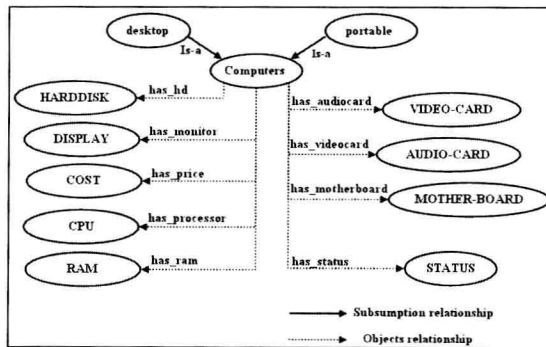 desktop
portable
Is-a
Is-a
Computers
HARDDISK
has_hd
has_audiocard
VIDEO-CARD
DISPLAY
has_monitor
has_videocard
AUDIO-CARD
COST
has_price
has_motherboard
MOTHER-BOARD
CPU
has_processor
RAM
has_ram
has_status
STATUS
Subsumption relationship
Objects relationship